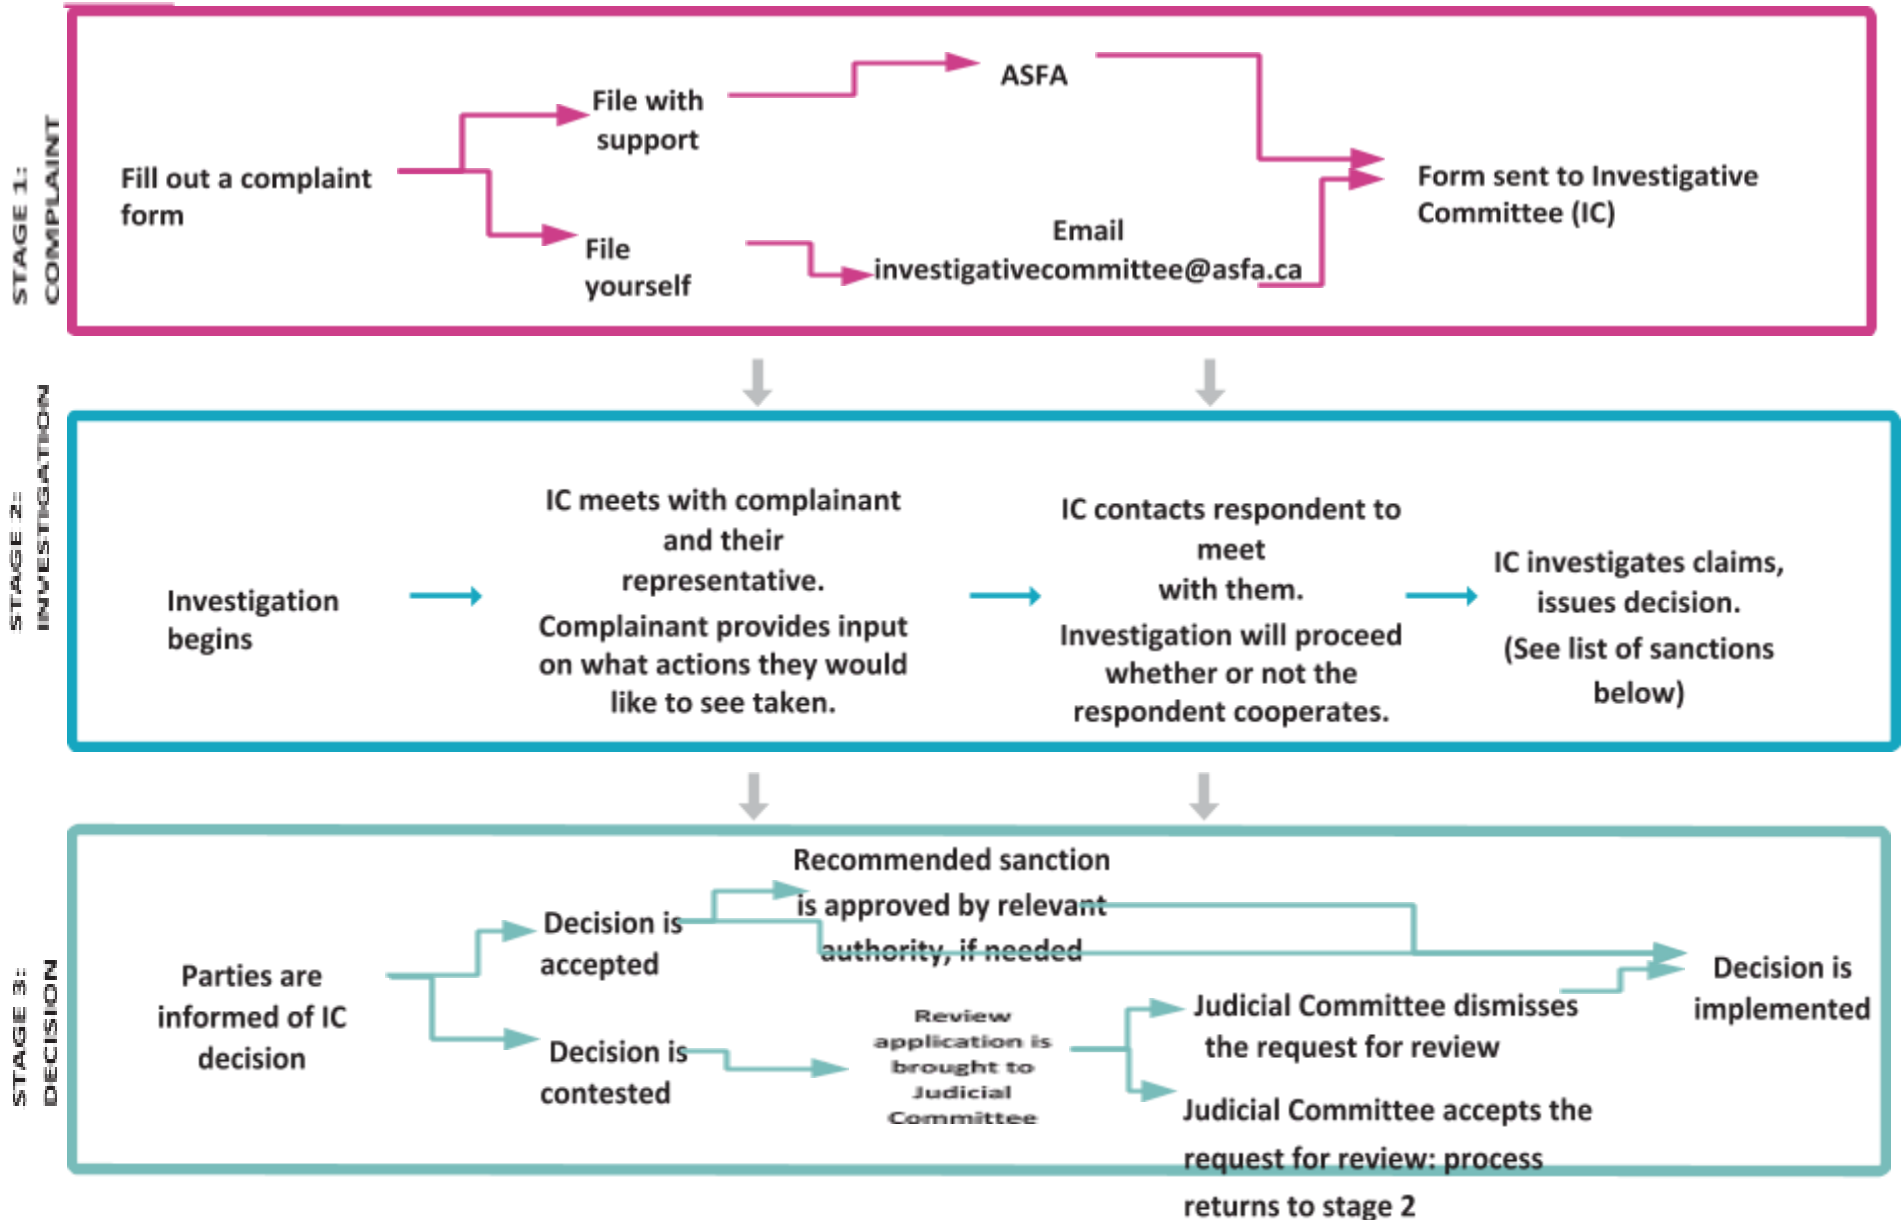 STAGE 1:
COMPLAINT
Fill out a complaint
form
File with
support
ASFA
File
yourself
Email
investigativecommittee@asfa.ca
Form sent to Investigative
Committee (IC)
STAGE 2:
INVESTIGATION
Investigation
begins
IC meets with complainant
and their
representative.
Complainant provides input
on what actions they would
like to see taken.
IC contacts respondent to
meet
with them.
Investigation will proceed
whether or not the
respondent cooperates.
IC investigates claims,
issues decision.
(See list of sanctions
below)
STAGE 3:
DECISION
Parties are
informed of IC
decision
Decision is
accepted
Recommended sanction
is approved by relevant
authority, if needed
Decision is
contested
Review
application is
brought to
Judicial
Committee
Judicial Committee dismisses
the request for review
Judicial Committee accepts the
request for review: process
returns to stage 2
Decision is
implemented